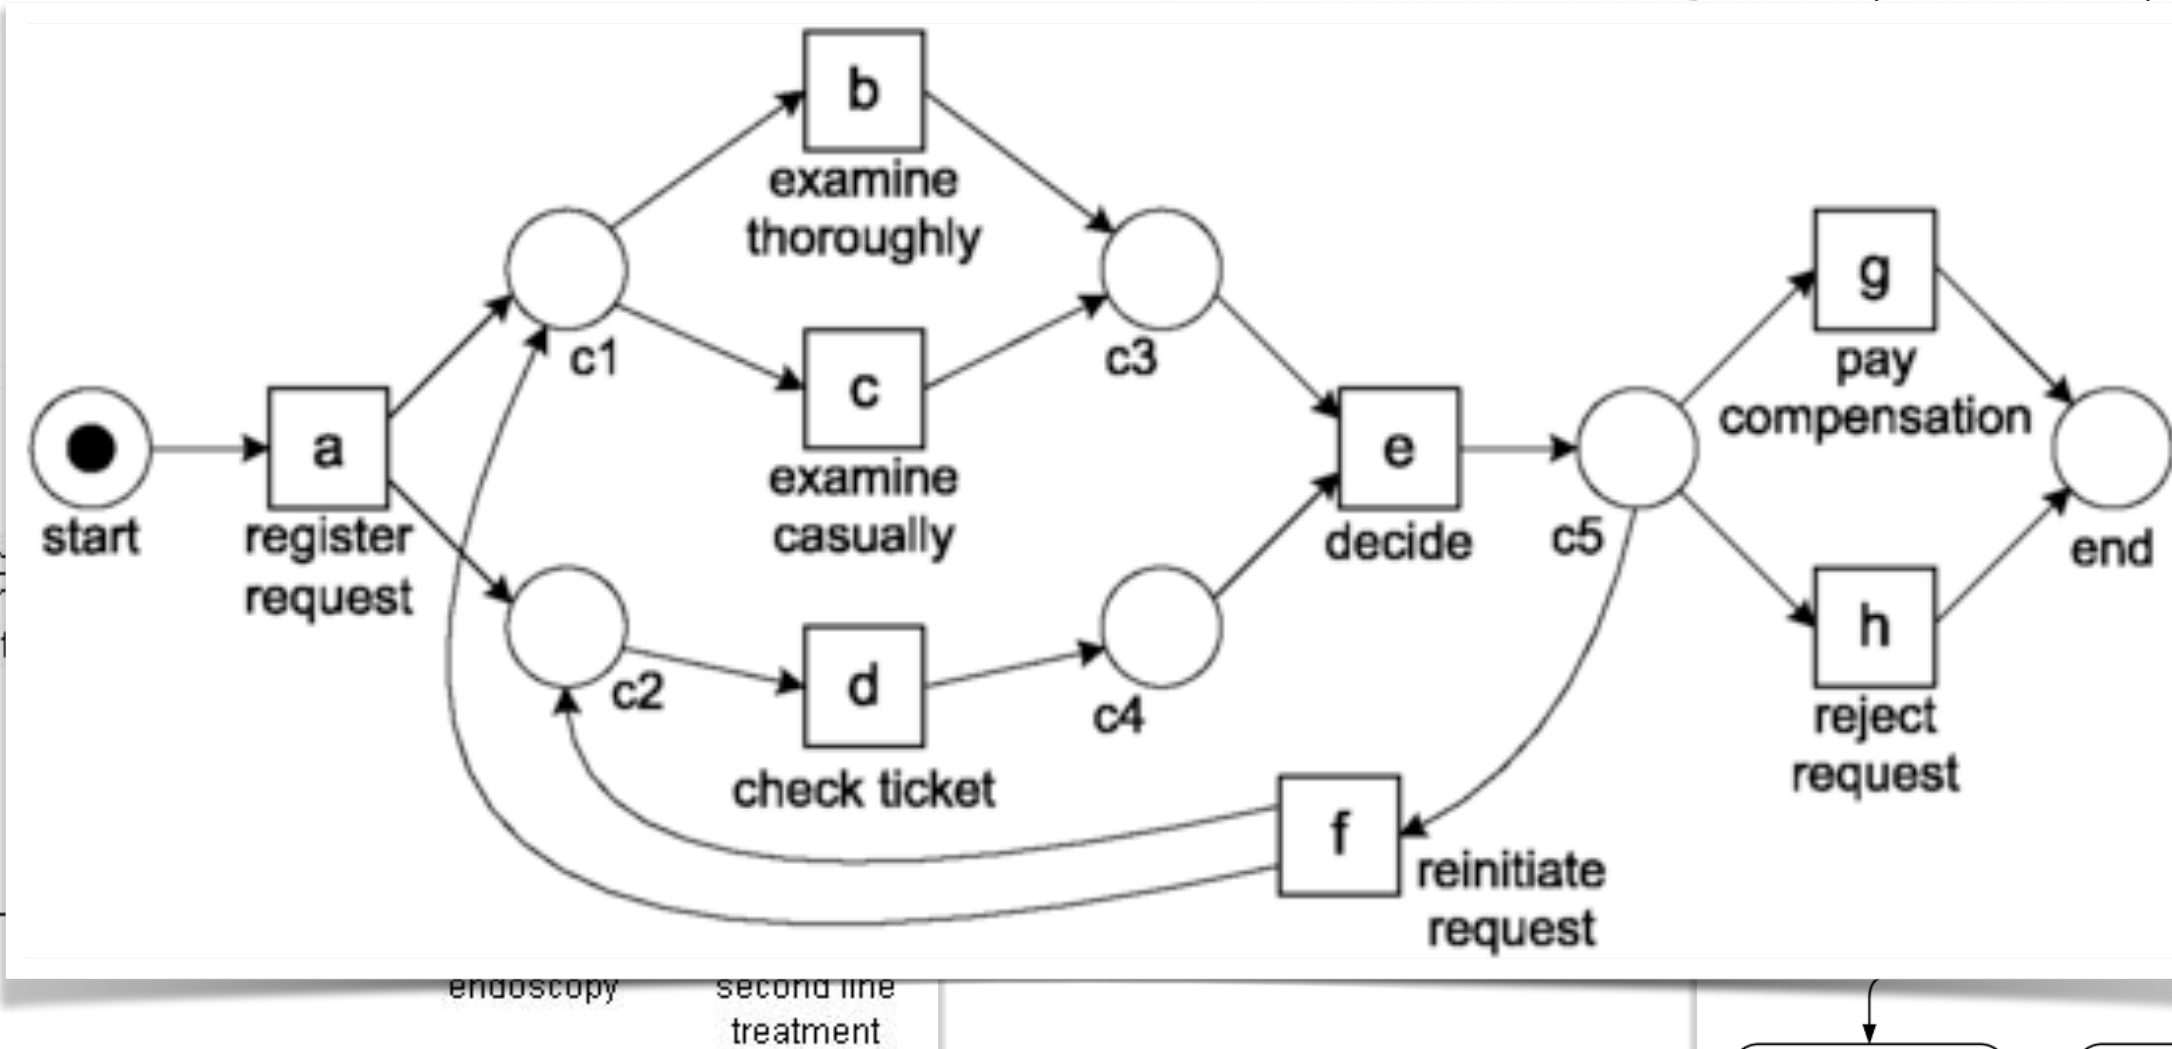 b
examine
thoroughly
c1
c
examine
casually
c3
start
a
register
request
c2
d
check ticket
c4
e
decide
c5
g
pay
compensation
h
reject
request
end
f
reinitiate
request
endoscopy
second line
treatment